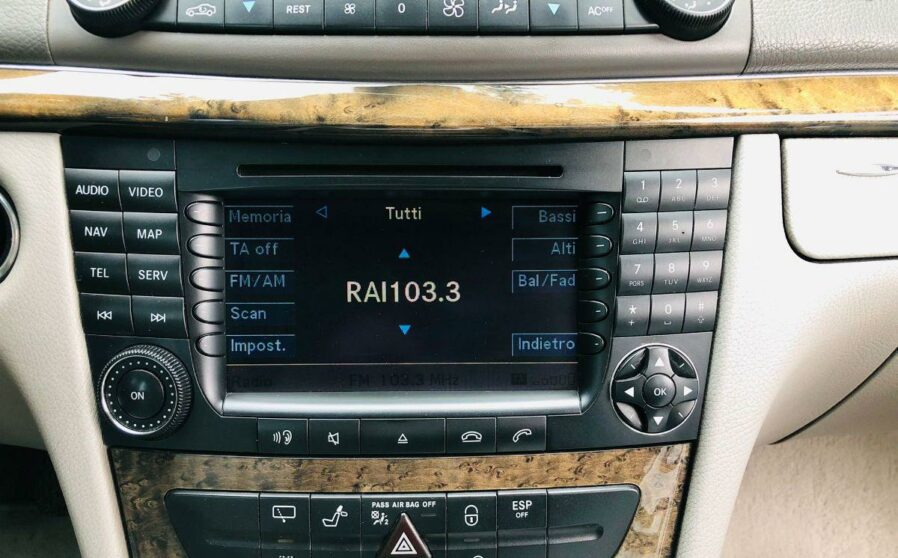 REST 0 AC OFF
AUDIO VIDEO
NAV MAP
TEL SERV
ON
Memoria Tutti Bassi
TA off Alti
FM/AM Bal/Fad
RAI103.3
Scan
Impost. Indietro
Radio FM 103.3 MHz
1 2 ABC 3 DEF
4 GHI 5 JKL 6 MNO
7 PQRS 8 TUV 9 WXYZ
* + 0 #
OK
PASS AIR BAG OFF
ESP
OFF